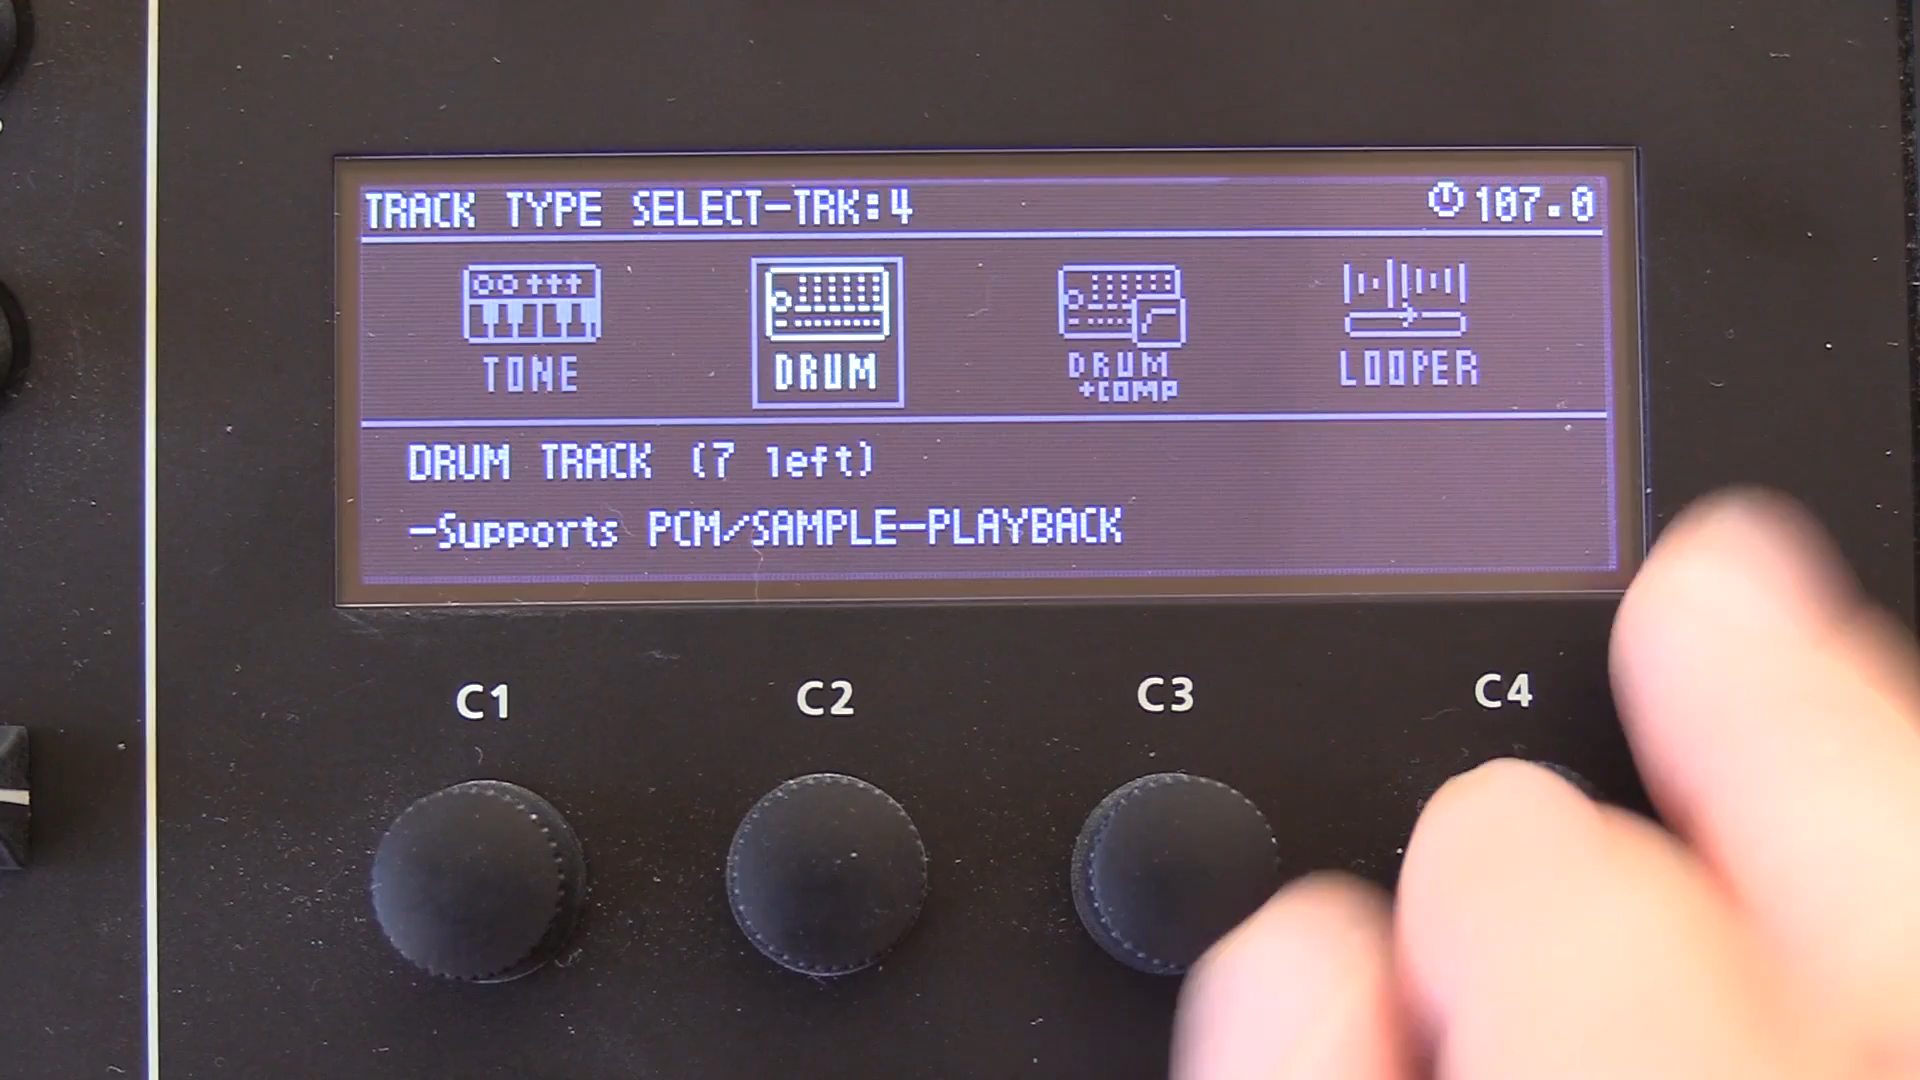 TRACK TYPE SELECT-TRK:4 107.0
TONE DRUM DRUM +COMP LOOPER
DRUM TRACK (7 left)
-Supports PCM/SAMPLE-PLAYBACK
C1 C2 C3 C4